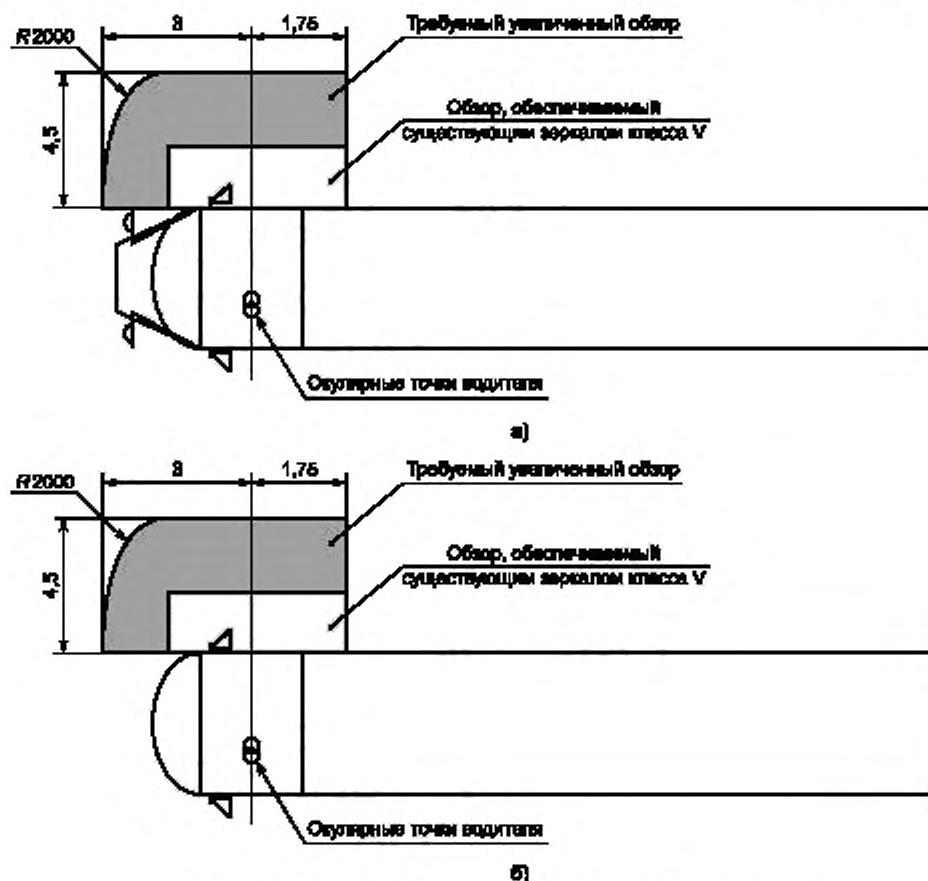 3
1,75
Требуемый увеличенный обзор
R2000
Обзор, обеспечиваемый
существующим зеркалом класса V
4,5
Окулярные точки водителя
а)
3
1,75
Требуемый увеличенный обзор
R2000
Обзор, обеспечиваемый
существующим зеркалом класса V
4,5
Окулярные точки водителя
б)